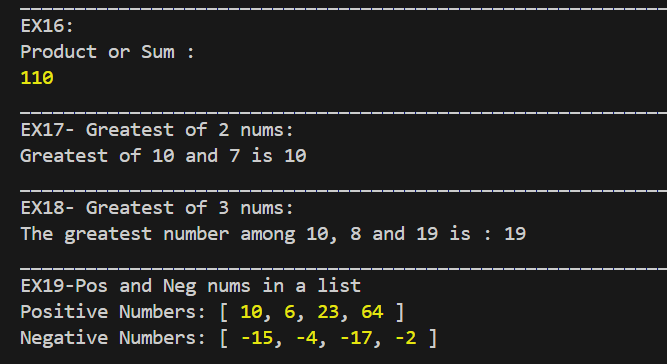 EX16:
Product or Sum :
110
EX17- Greatest of 2 nums:
Greatest of 10 and 7 is 10
EX18- Greatest of 3 nums:
The greatest number among 10, 8 and 19 is : 19
EX19-Pos and Neg nums in a list
Positive Numbers: [ 10, 6, 23, 64 ]
Negative Numbers: [ -15, -4, -17, -2 ]